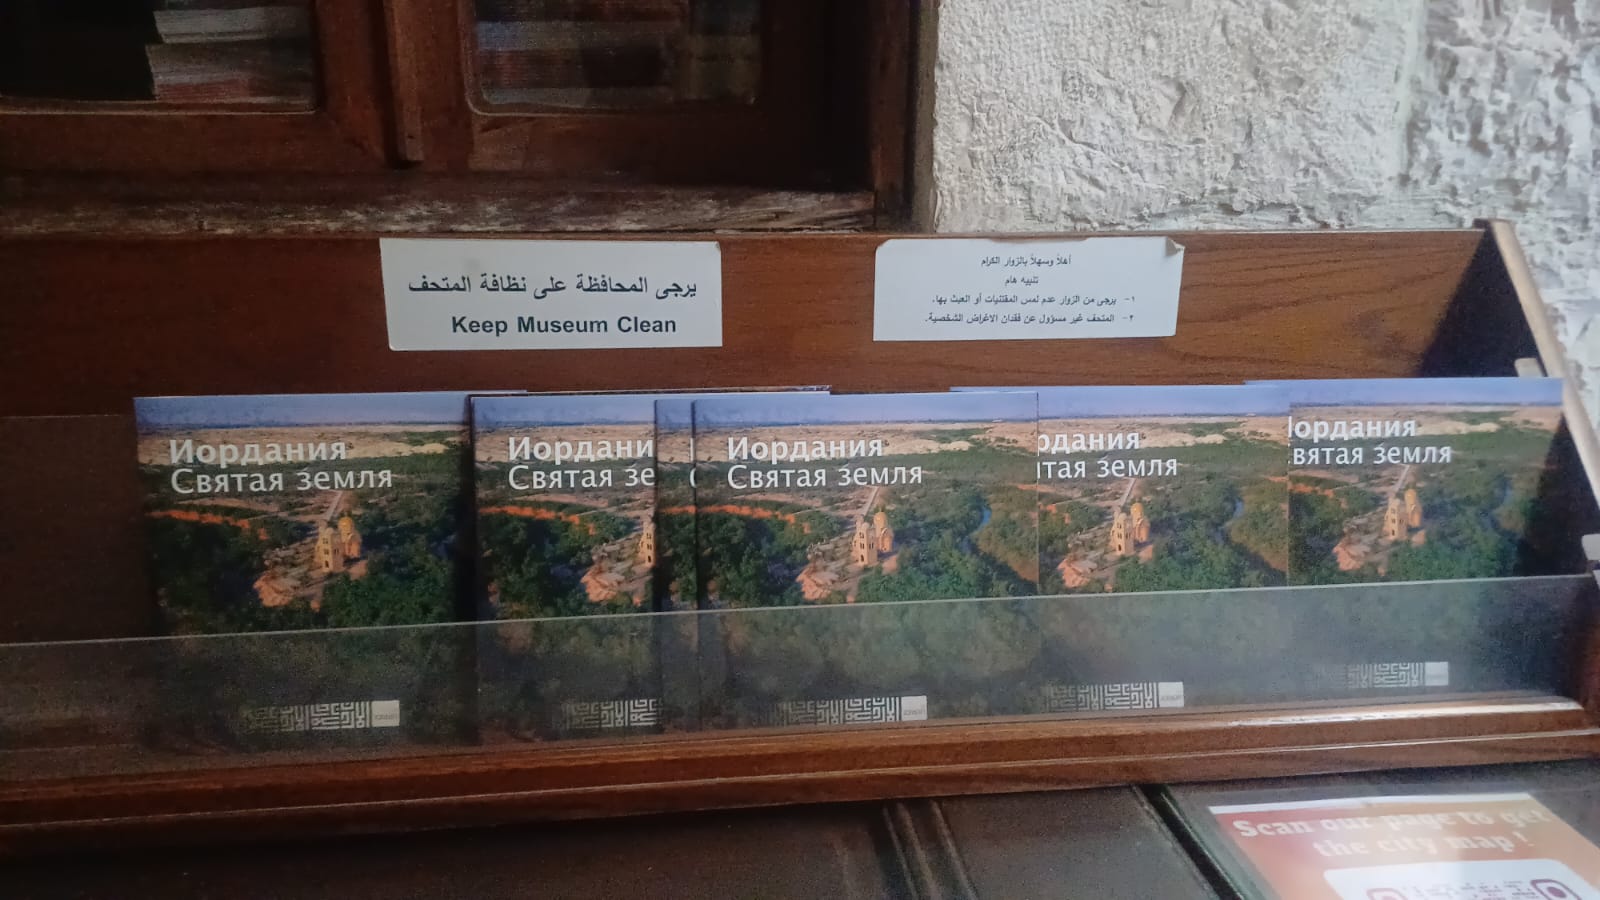 يرجى المحافظة على نظافة المتحف
Keep Museum Clean
أهلاً وسهلاً بالزوار الكرام
تنبيه هام
١- يرجى من الزوار عدم لمس المقتنيات أو العبث بها.
٢- المتحف غير مسؤول عن فقدان الاغراض الشخصية.
Иордания
Святая земля
Иордани
Святая зе
Иордания
Святая земля
рдания
тая земля
ордания
вятая земля
Scan our page to get
the city map!